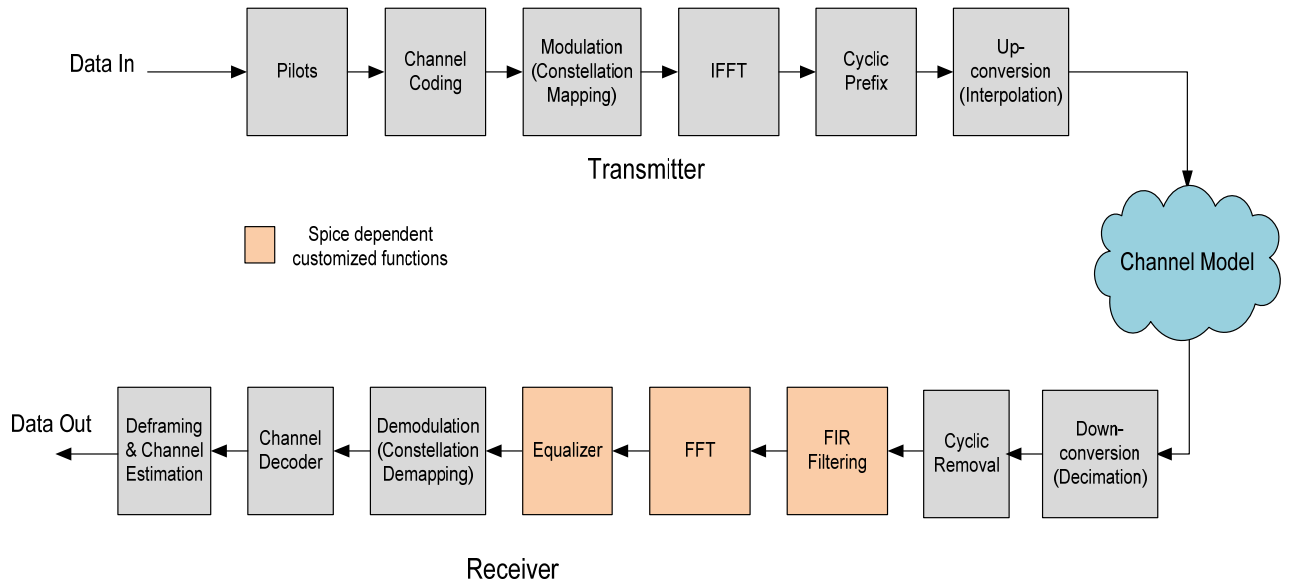 Data In
Pilots
Channel
Coding
Modulation
(Constellation
Mapping)
IFFT
Cyclic
Prefix
Up-
conversion
(Interpolation)
Transmitter
Spice dependent
customized functions
Channel Model
Data Out
Deframing
& Channel
Estimation
Channel
Decoder
Demodulation
(Constellation
Demapping)
Equalizer
FFT
FIR
Filtering
Cyclic
Removal
Down-
conversion
(Decimation)
Receiver